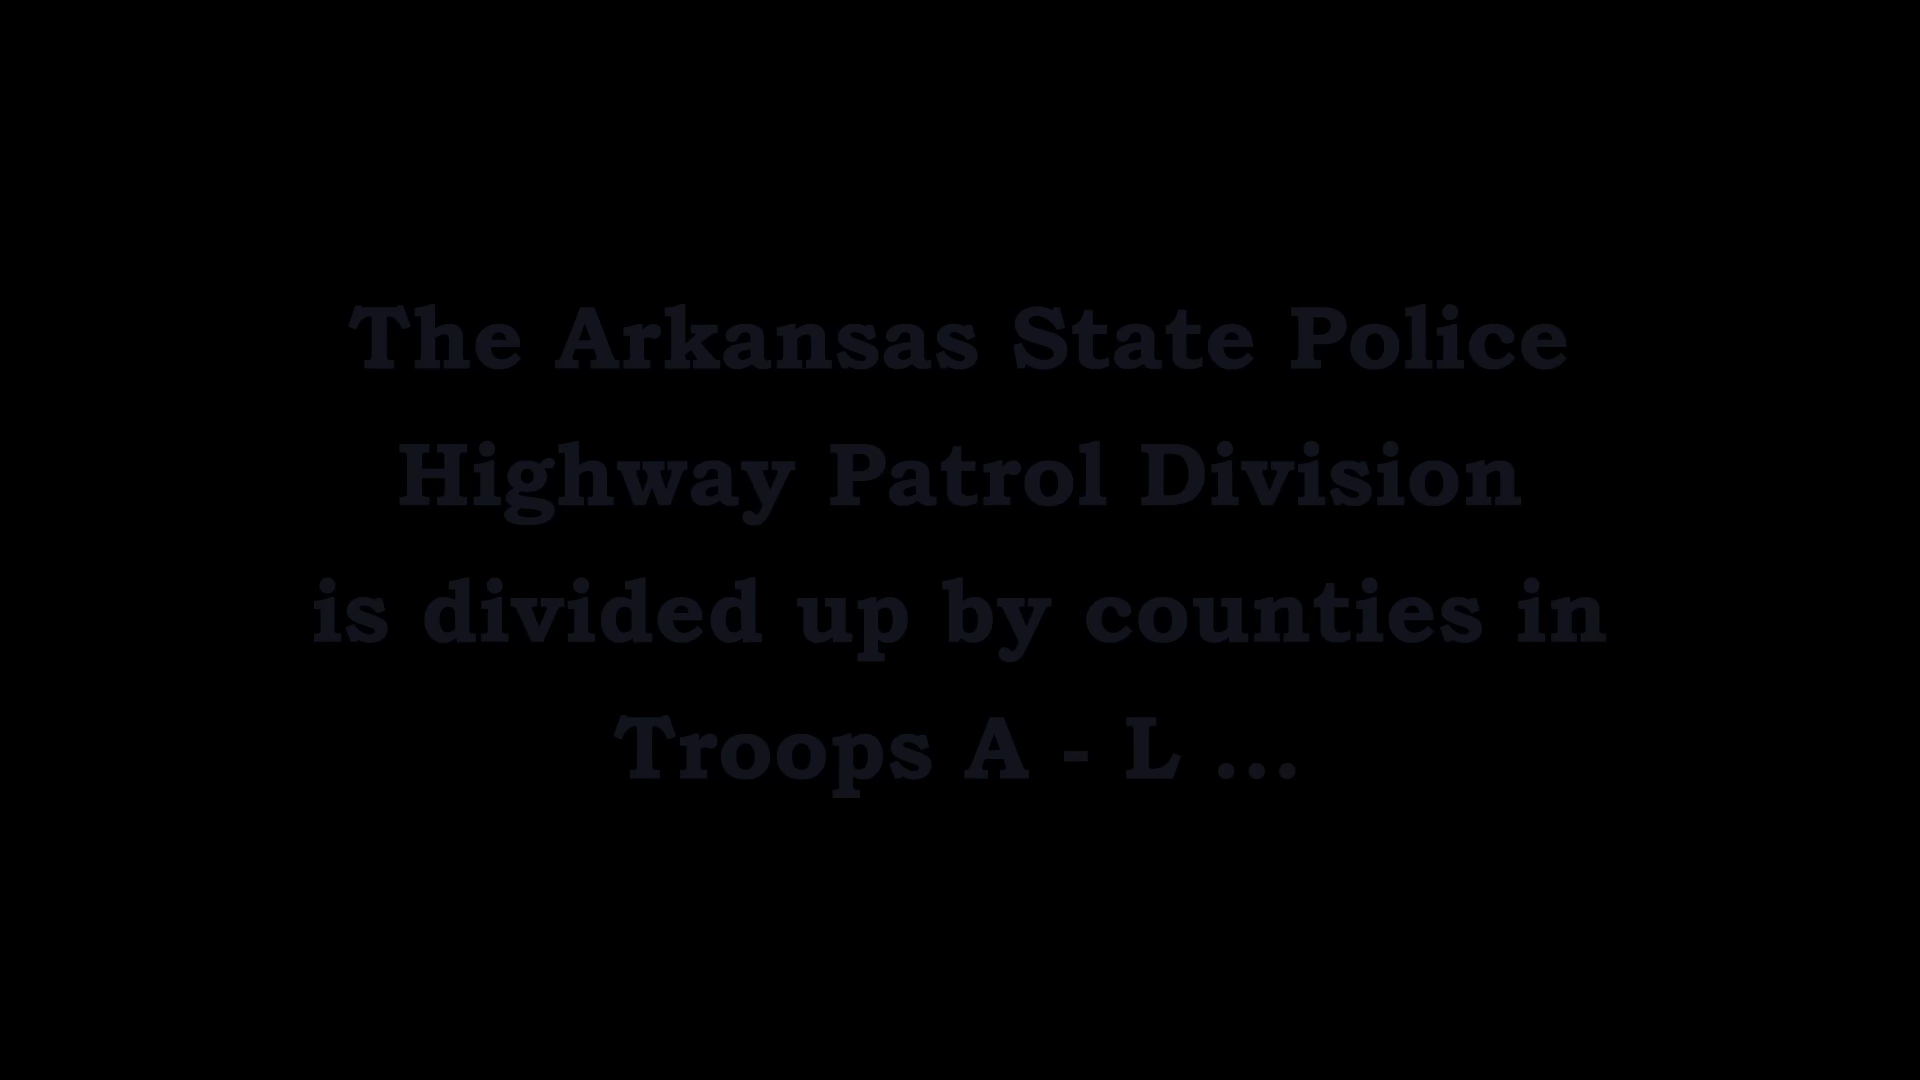 The Arkansas State Police
Highway Patrol Division
is divided up by counties in
Troops A - L ...